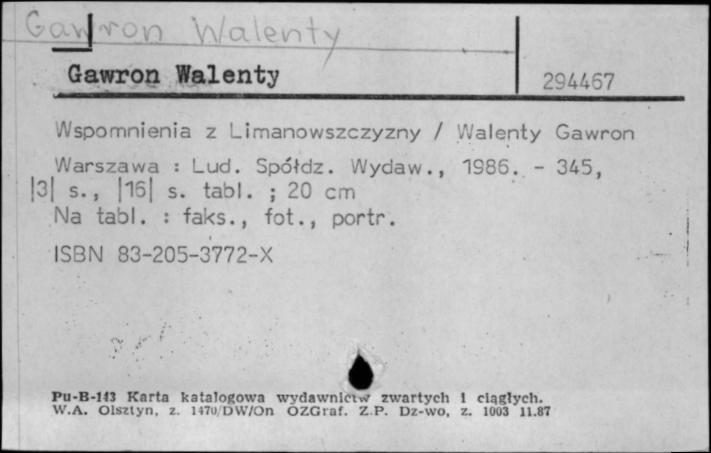 Gawron Walenty
Gawron Walenty 294467
Wspomnienia z Limanowszczyzny / Walenty Gawron
Warszawa : Lud. Spółdz. Wydaw., 1986. - 345,
|3| s., |16| s. tabl. ; 20 cm
Na tabl. : faks., fot., portr.
ISBN 83-205-3772-X
Pu-B-143 Karta katalogowa wydawnictw zwartych i ciągłych.
W.A. Olsztyn, z. 1470/DW/On OZGraf. Z.P. Dz-wo, z. 1003 11.87